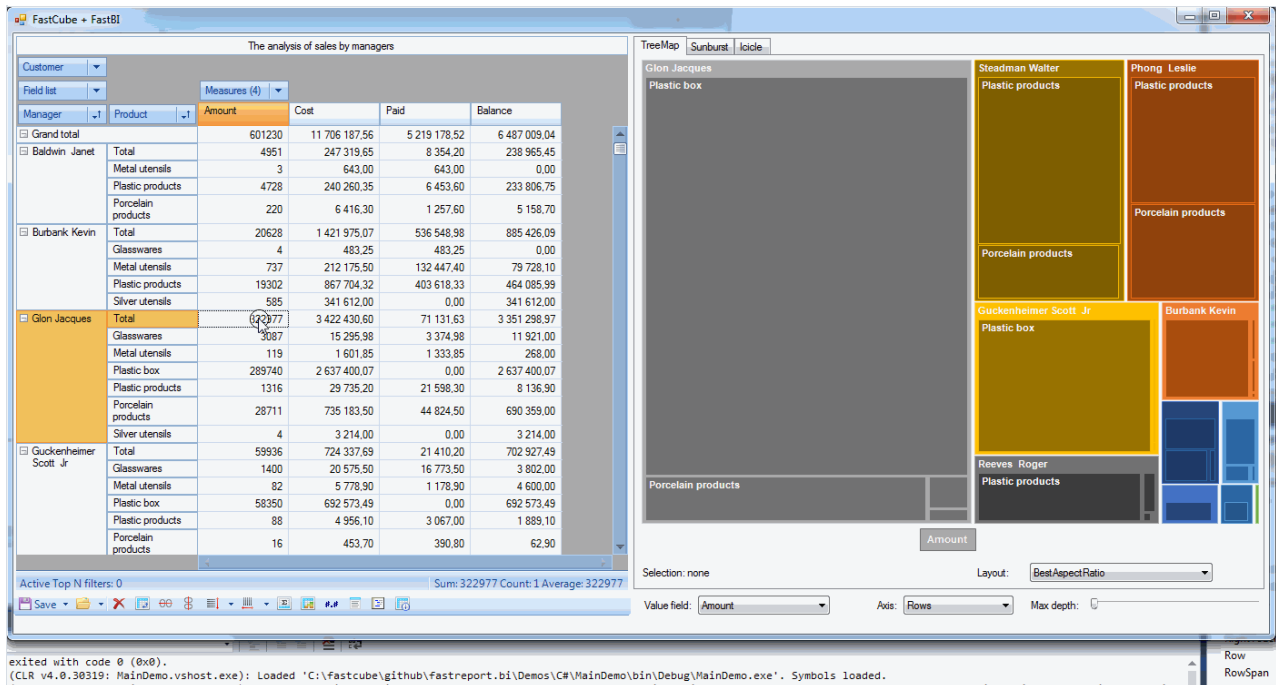 FastCube + FastBI
The analysis of sales by managers
Customer
Field list
Measures (4)
Manager Product Amount Cost Paid Balance
Grand total 601230 11 706 187,56 5 219 178,52 6 487 009,04
Baldwin Janet Total 4951 247 319,65 8 354,20 238 965,45
Metal utensils 3 643,00 643,00 0,00
Plastic products 4728 240 260,35 6 453,60 233 806,75
Porcelain
products 220 6 416,30 1 257,60 5 158,70
Burbank Kevin Total 20628 1 421 975,07 536 548,98 885 426,09
Glasswares 4 483,25 483,25 0,00
Metal utensils 737 212 175,50 132 447,40 79 728,10
Plastic products 19302 867 704,32 403 618,33 464 085,99
Silver utensils 585 341 612,00 0,00 341 612,00
Glon Jacques Total 322977 3 422 430,60 71 131,63 3 351 298,97
Glasswares 3087 15 295,98 3 374,98 11 921,00
Metal utensils 119 1 601,85 1 333,85 268,00
Plastic box 289740 2 637 400,07 0,00 2 637 400,07
Plastic products 1316 29 735,20 21 598,30 8 136,90
Porcelain
products 28711 735 183,50 44 824,50 690 359,00
Silver utensils 4 3 214,00 0,00 3 214,00
Guckenheimer
Scott Jr Total 59936 724 337,69 21 410,20 702 927,49
Glasswares 1400 20 575,50 16 773,50 3 802,00
Metal utensils 82 5 778,90 1 178,90 4 600,00
Plastic box 58350 692 573,49 0,00 692 573,49
Plastic products 88 4 956,10 3 067,00 1 889,10
Porcelain
products 16 453,70 390,80 62,90
Active Top N filters: 0 Sum: 322977 Count: 1 Average: 322977
Save
TreeMap Sunburst Icicle
Glon Jacques
Plastic box
Porcelain products
Steadman Walter
Plastic products
Porcelain products
Phong Leslie
Plastic products
Porcelain products
Guckenheimer Scott Jr
Plastic box
Burbank Kevin
Reeves Roger
Plastic products
Amount
Selection: none Layout: BestAspectRatio
Value field: Amount Axis: Rows Max depth:
exited with code 0 (0x0).
(CLR v4.0.30319: MainDemo.vshost.exe): Loaded 'C:\fastcube\github\fastreport.bi\Demos\C#\MainDemo\bin\Debug\MainDemo.exe'. Symbols loaded.
Row
RowSpan